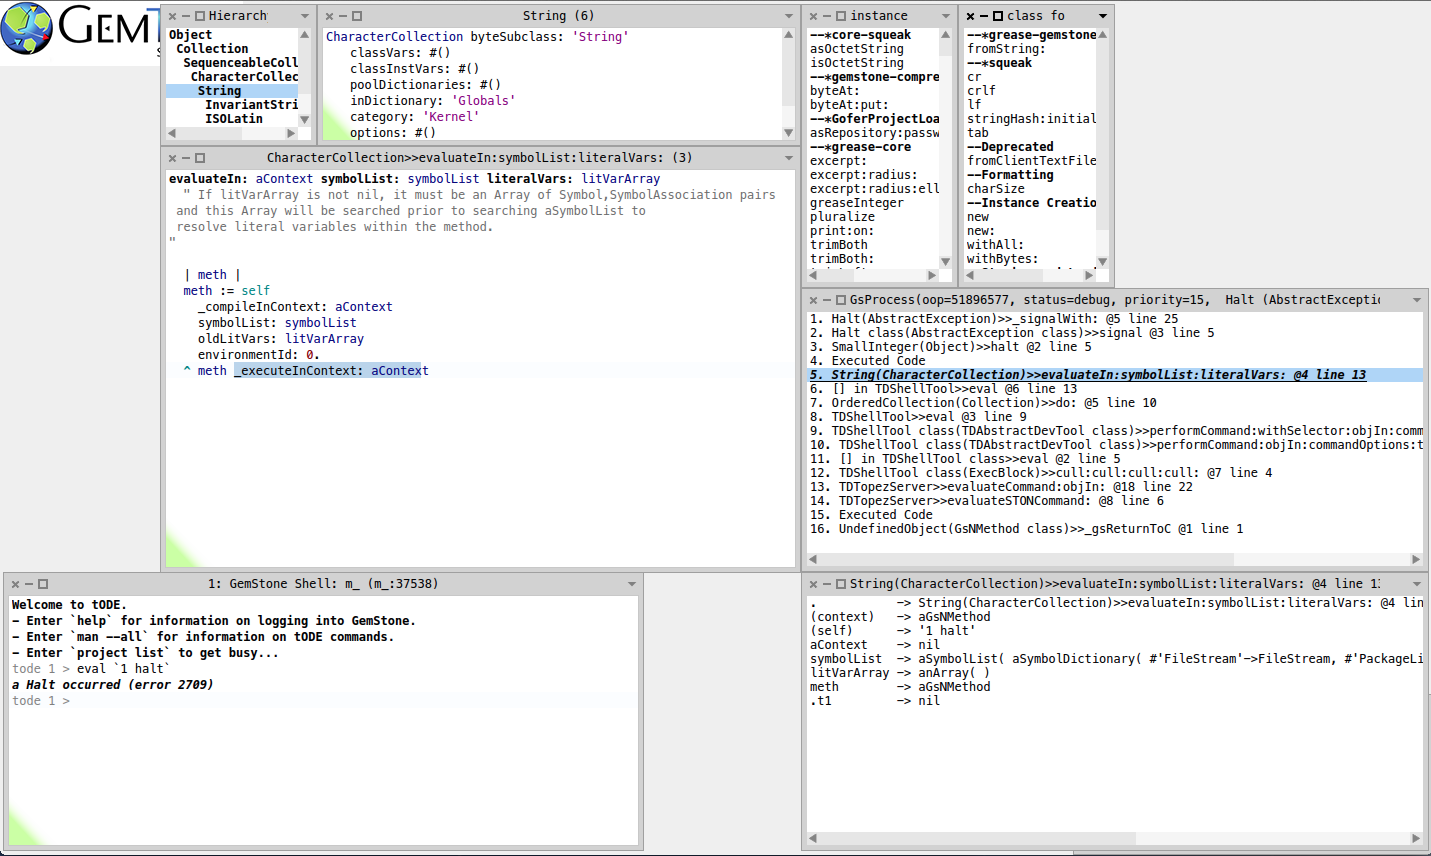 GEMT
S
Hierarch
Object
Collection
SequenceableColl
CharacterCollec
String
InvariantStri
ISOLatin
String (6)
CharacterCollection byteSubclass: 'String'
classVars: #()
classInstVars: #()
poolDictionaries: #()
inDictionary: 'Globals'
category: 'Kernel'
options: #()
instance
--*core-squeak
asOctetString
isOctetString
--*gemstone-compre
byteAt:
byteAt:put:
--*GoferProjectLoa
asRepository:passw
--*grease-core
excerpt:
excerpt:radius:
excerpt:radius:ell
greaseInteger
pluralize
print:on:
trimBoth
trimBoth:
class fo
--*grease-gemstone
fromString:
--*squeak
cr
crlf
lf
stringHash:initial
tab
--Deprecated
fromClientTextFile
--Formatting
charSize
--Instance Creatio
new
new:
withAll:
withBytes:
CharacterCollection>>evaluateIn:symbolList:literalVars: (3)
evaluateIn: aContext symbolList: symbolList literalVars: litVarArray
" If litVarArray is not nil, it must be an Array of Symbol,SymbolAssociation pairs
and this Array will be searched prior to searching aSymbolList to
resolve literal variables within the method.
"
| meth |
meth := self
_compileInContext: aContext
symbolList: symbolList
oldLitVars: litVarArray
environmentId: 0.
^ meth _executeInContext: aContext
GsProcess(oop=51896577, status=debug, priority=15,  Halt (AbstractExceptio
1. Halt(AbstractException)>>_signalWith: @5 line 25
2. Halt class(AbstractException class)>>signal @3 line 5
3. SmallInteger(Object)>>halt @2 line 5
4. Executed Code
5. String(CharacterCollection)>>evaluateIn:symbolList:literalVars: @4 line 13
6. [] in TDShellTool>>eval @6 line 13
7. OrderedCollection(Collection)>>do: @5 line 10
8. TDShellTool>>eval @3 line 9
9. TDShellTool class(TDAbstractDevTool class)>>performCommand:withSelector:objIn:comm
10. TDShellTool class(TDAbstractDevTool class)>>performCommand:objIn:commandOptions:t
11. [] in TDShellTool class>>eval @2 line 5
12. TDShellTool class(ExecBlock)>>cull:cull:cull:cull: @7 line 4
13. TDTopezServer>>evaluateCommand:objIn: @18 line 22
14. TDTopezServer>>evaluateSTONCommand: @8 line 6
15. Executed Code
16. UndefinedObject(GsNMethod class)>>_gsReturnToC @1 line 1
1: GemStone Shell: m_ (m_:37538)
Welcome to tODE.
- Enter `help` for information on logging into GemStone.
- Enter `man --all` for information on tODE commands.
- Enter `project list` to get busy...
tode 1 > eval `1 halt`
a Halt occurred (error 2709)
tode 1 >
String(CharacterCollection)>>evaluateIn:symbolList:literalVars: @4 line 13
. -> String(CharacterCollection)>>evaluateIn:symbolList:literalVars: @4 lin
(context) -> aGsNMethod
(self) -> '1 halt'
aContext -> nil
symbolList -> aSymbolList( aSymbolDictionary( #'FileStream'->FileStream, #'PackageLi
litVarArray -> anArray( )
meth -> aGsNMethod
.t1 -> nil